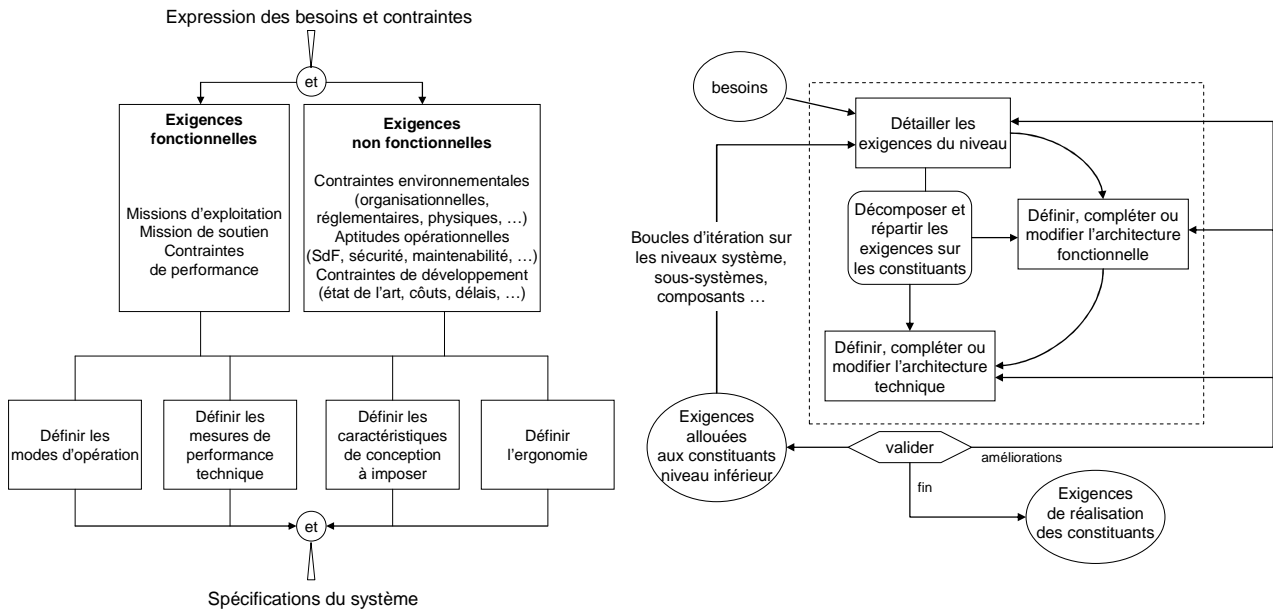 Expression des besoins et contraintes
et
Exigences
fonctionnelles
Missions d'exploitation
Mission de soutien
Contraintes
de performance
Exigences
non fonctionnelles
Contraintes environnementales
(organisationnelles,
réglementaires, physiques, …)
Aptitudes opérationnelles
(SdF, sécurité, maintenabilité, …)
Contraintes de développement
(état de l'art, côuts, délais, …)
Définir les
modes d'opération
Définir les
mesures de
performance
technique
Définir les
caractéristiques
de conception
à imposer
Définir
l'ergonomie
et
Spécifications du système
besoins
Détailler les
exigences du niveau
Décomposer et
répartir les
exigences sur
les constituants
Définir, compléter ou
modifier l'architecture
fonctionnelle
Boucles d'itération sur
les niveaux système,
sous-systèmes,
composants …
Définir, compléter ou
modifier l'architecture
technique
Exigences
allouées
aux constituants
niveau inférieur
valider
améliorations
fin
Exigences
de réalisation
des constituants